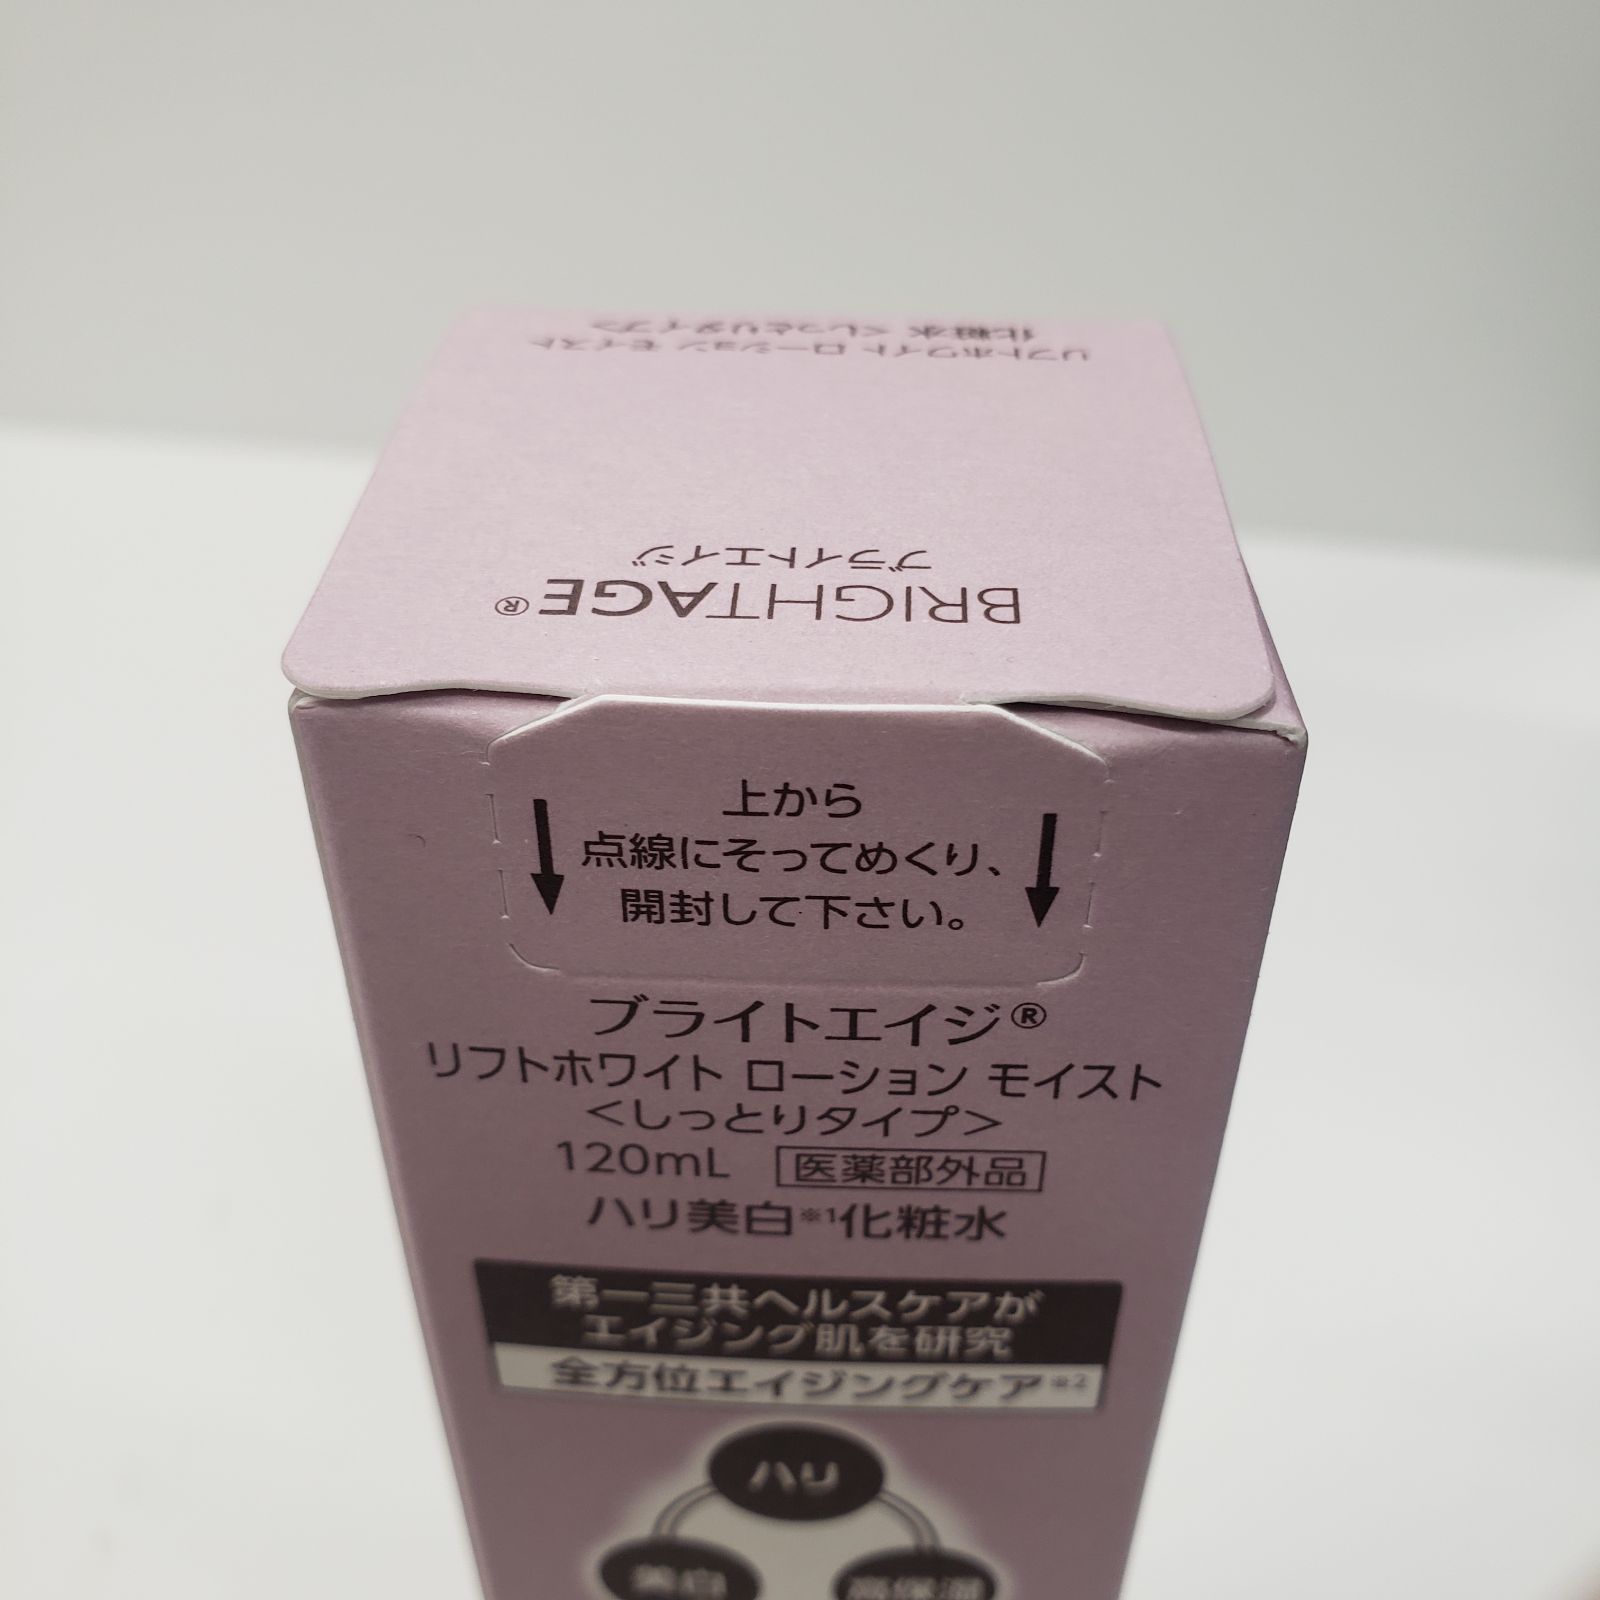 リフトホワイト ローション モイスト
化粧水 <しっとりタイプ>
BRIGHTAGE®
ブライトエイジ
上から
点線にそってめくり、
開封して下さい。
ブライトエイジ®
リフトホワイト ローション モイスト
<しっとりタイプ>
120mL 医薬部外品
ハリ美白※1化粧水
第一三共ヘルスケアが
エイジング肌を研究
全方位エイジングケア※2
ハリ
美白 高保湿